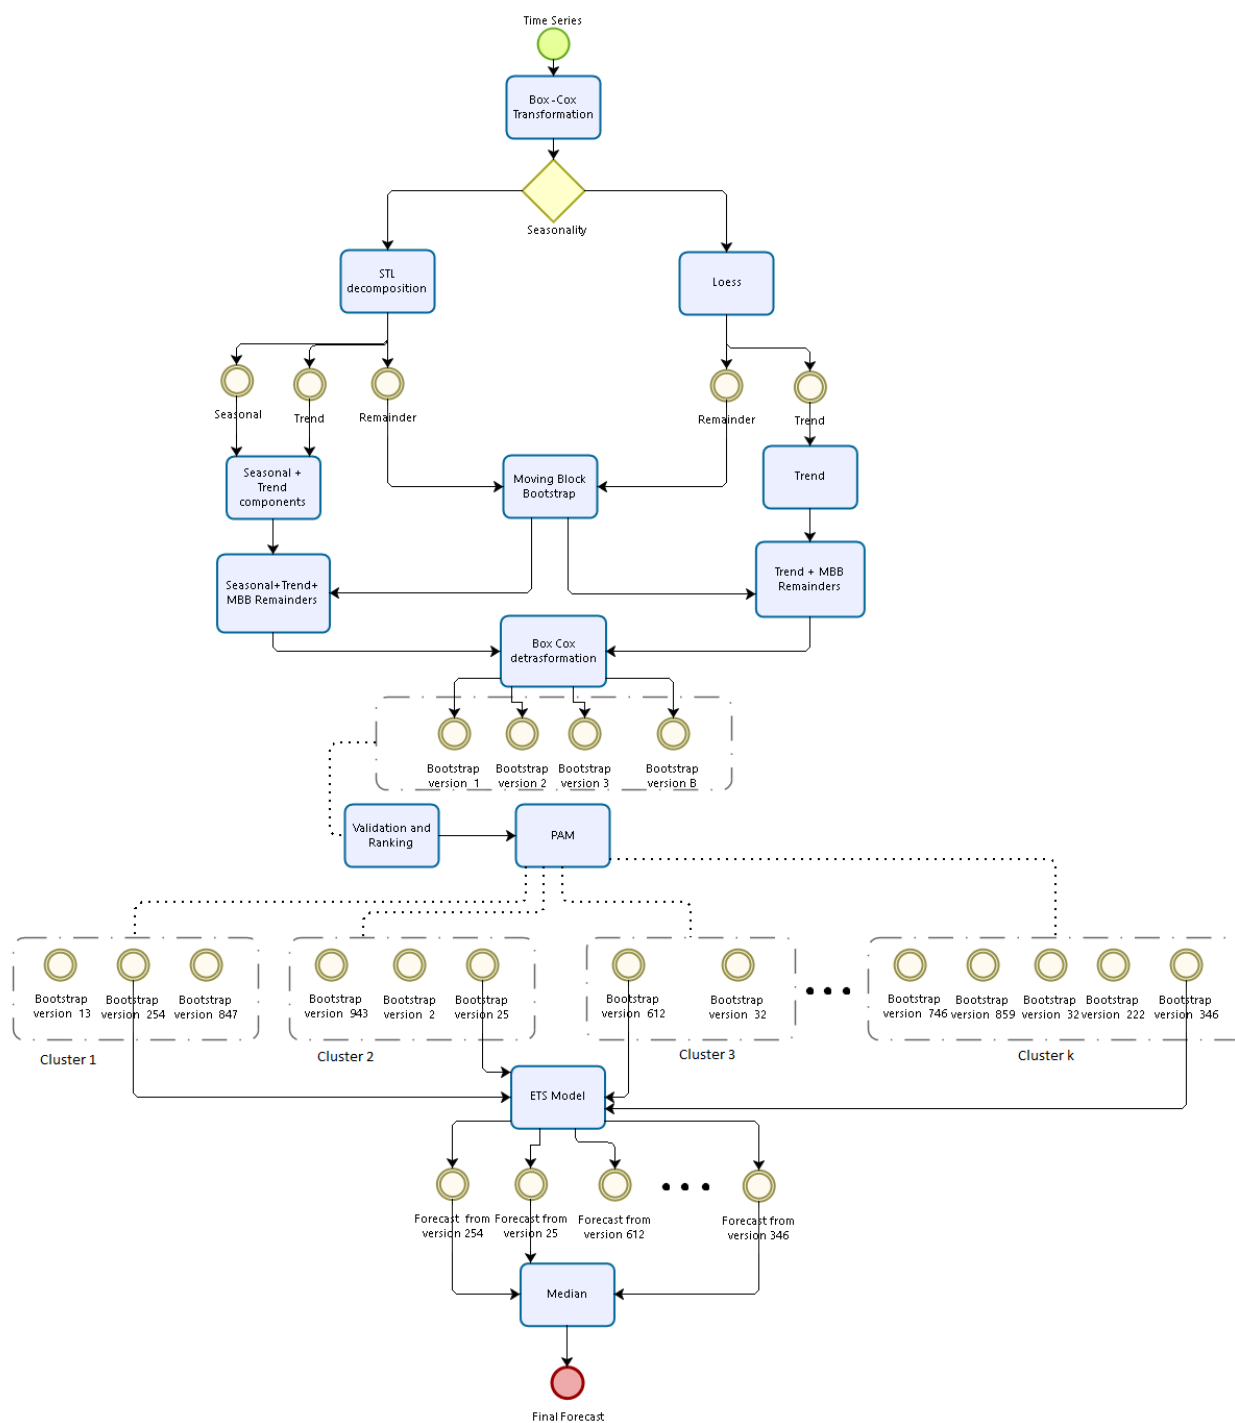 Time Series
Box-Cox
Transformation
Seasonality
STL
decomposition
Loess
Seasonal
Trend
Remainder
Remainder
Trend
Seasonal +
Trend
components
Moving Block
Bootstrap
Trend
Seasonal+Trend+
MBB Remainders
Trend + MBB
Remainders
Box Cox
detrasformation
Bootstrap
version 1
Bootstrap
version 2
Bootstrap
version 3
Bootstrap
version B
Validation and
Ranking
PAM
Bootstrap
version 13
Bootstrap
version 254
Bootstrap
version 847
Cluster 1
Bootstrap
version 943
Bootstrap
version 2
Bootstrap
version 25
Cluster 2
Bootstrap
version 612
Bootstrap
version 32
Cluster 3
Bootstrap
version 746
Bootstrap
version 859
Bootstrap
version 32
Bootstrap
version 222
Bootstrap
version 346
Cluster k
ETS Model
Forecast from
version 254
Forecast from
version 25
Forecast from
version 612
Forecast from
version 346
Median
Final Forecast